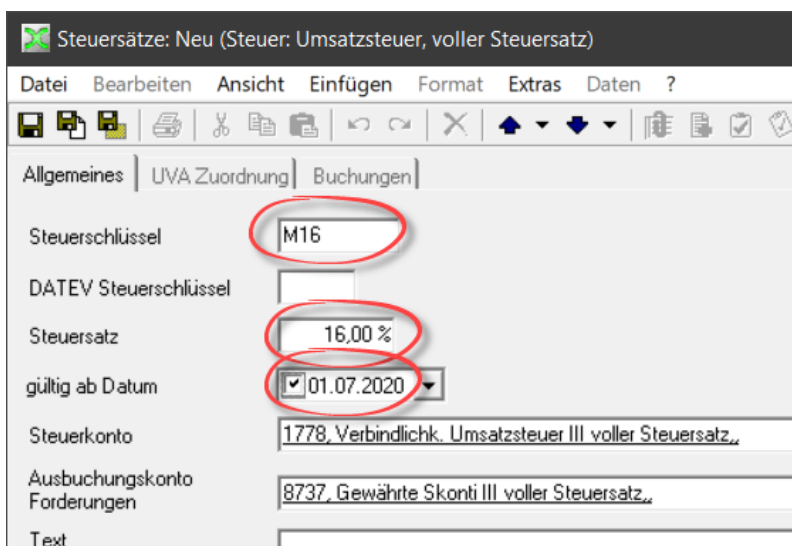 Steuersätze: Neu (Steuer: Umsatzsteuer, voller Steuersatz)
Datei Bearbeiten Ansicht Einfügen Format Extras Daten ?
Allgemeines UVA Zuordnung Buchungen
Steuerschlüssel M16
DATEV Steuerschlüssel
Steuersatz 16,00 %
gültig ab Datum 01.07.2020
Steuerkonto 1778, Verbindlichk. Umsatzsteuer III voller Steuersatz,,
Ausbuchungskonto
Forderungen 8737, Gewährte Skonti III voller Steuersatz,,
Text